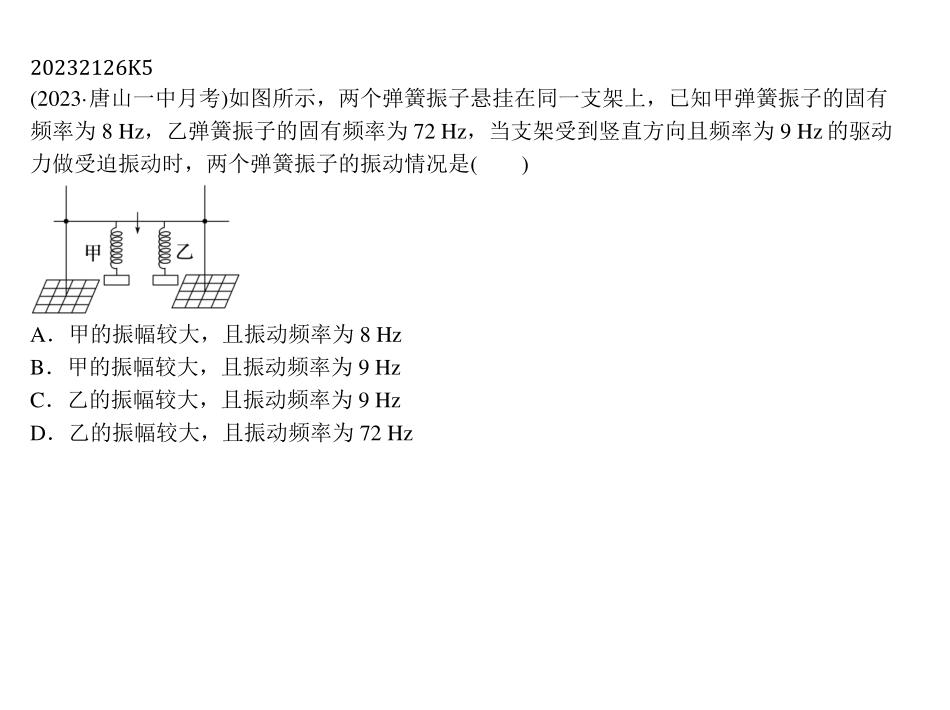 20232126K5
(2023·唐山一中月考)如图所示，两个弹簧振子悬挂在同一支架上，已知甲弹簧振子的固有
频率为 8 Hz，乙弹簧振子的固有频率为 72 Hz，当支架受到竖直方向且频率为 9 Hz 的驱动
力做受迫振动时，两个弹簧振子的振动情况是(　　)
甲 乙
A．甲的振幅较大，且振动频率为 8 Hz
B．甲的振幅较大，且振动频率为 9 Hz
C．乙的振幅较大，且振动频率为 9 Hz
D．乙的振幅较大，且振动频率为 72 Hz